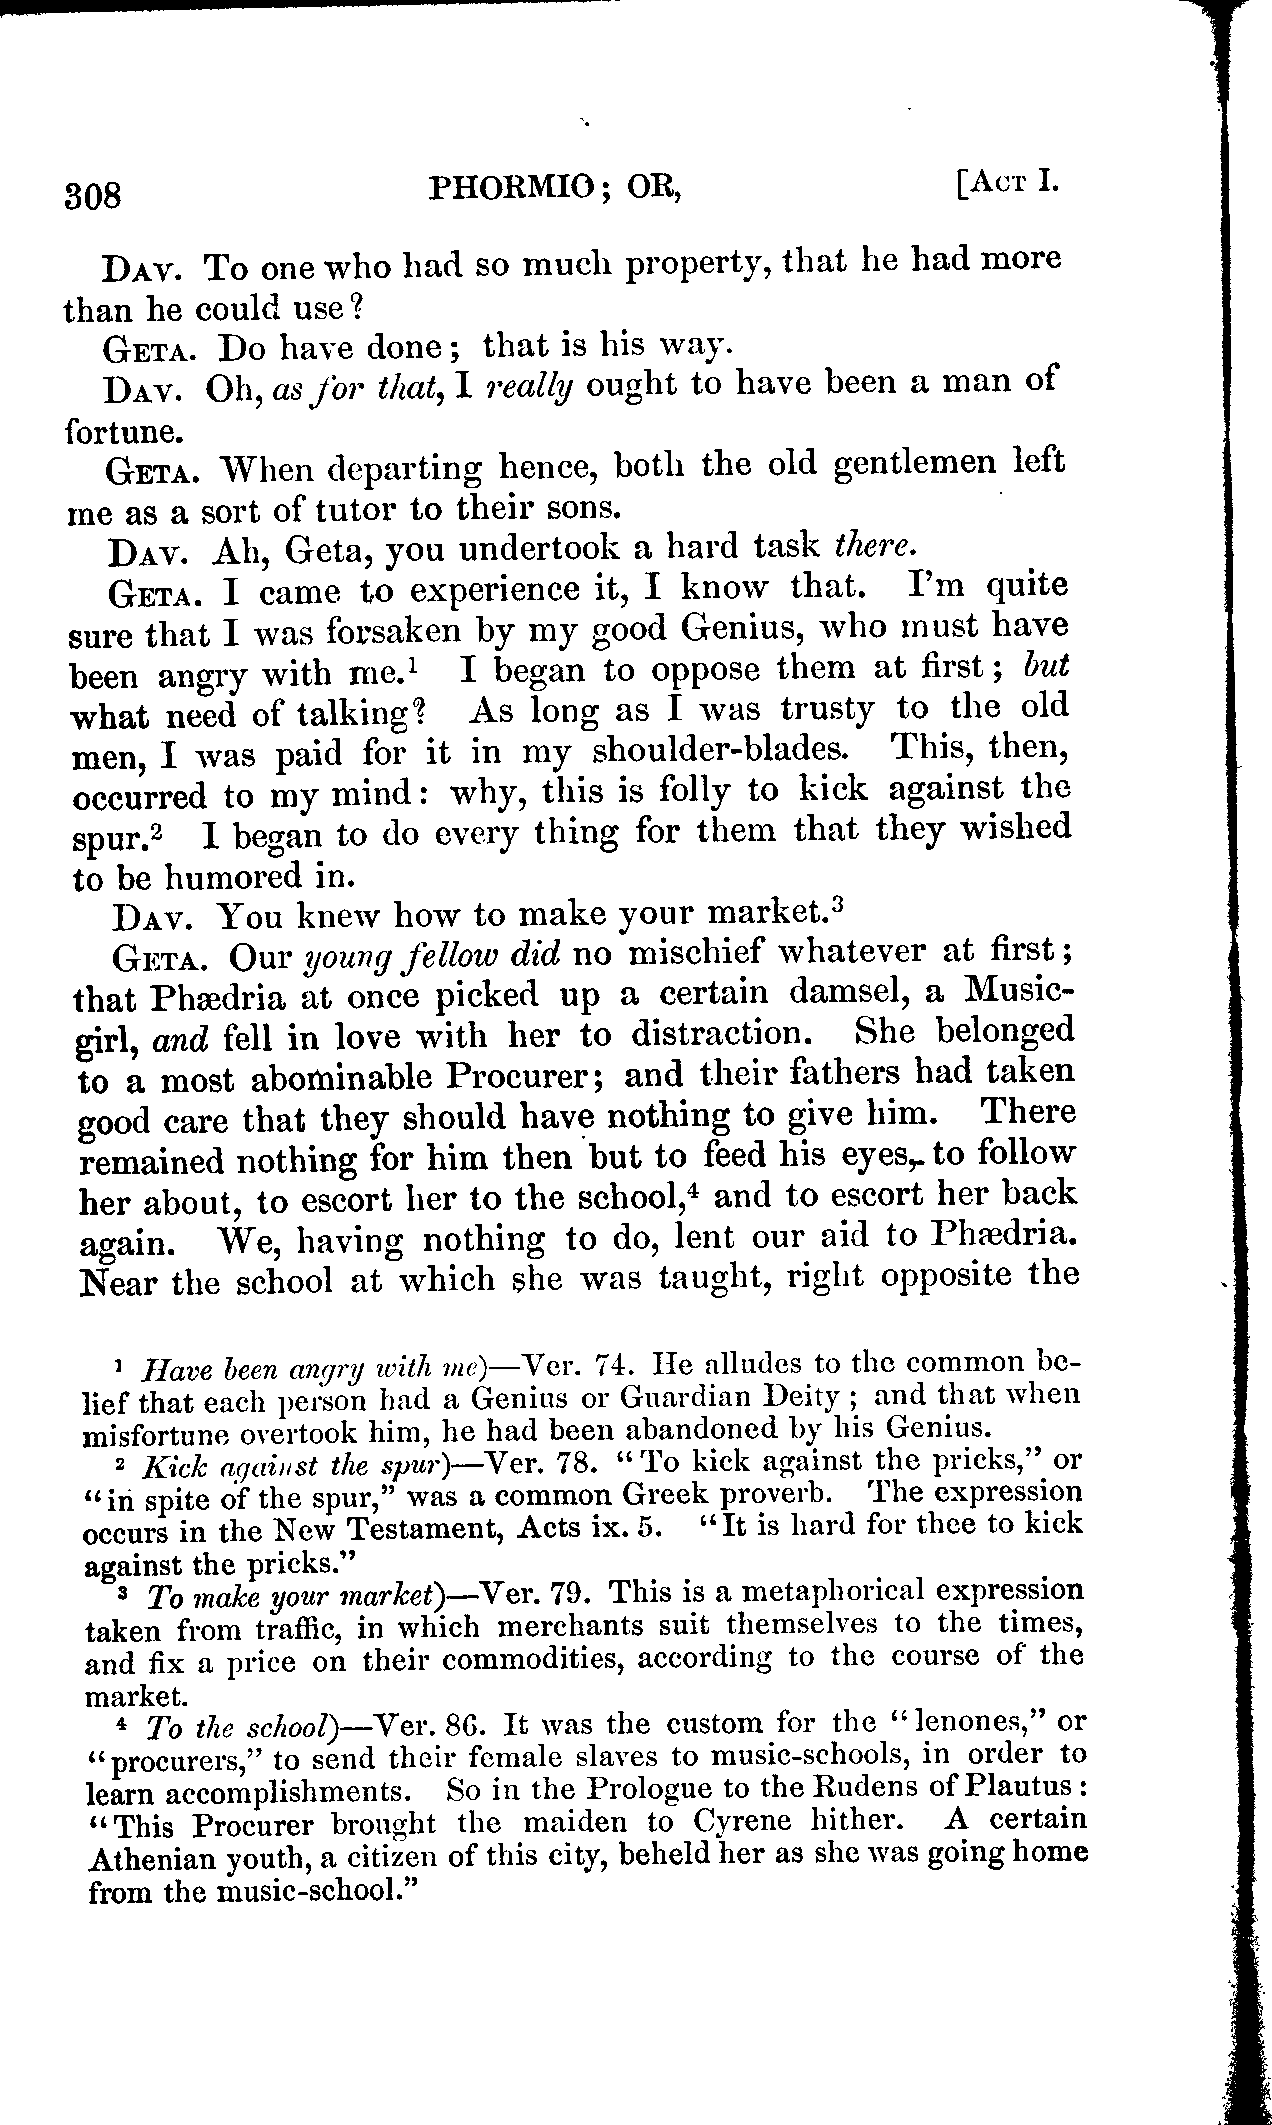 308 PHORMIO; OR, [ACT I.
DAV. To one who had so much property, that he had more
than he could use?
GETA. Do have done; that is his way.
DAV. Oh, as for that, I really ought to have been a man of
fortune.
GETA. When departing hence, both the old gentlemen left
me as a sort of tutor to their sons.
DAV. Ah, Geta, you undertook a hard task there.
GETA. I came to experience it, I know that. I'm quite
sure that I was forsaken by my good Genius, who must have
been angry with me.¹ I began to oppose them at first; but
what need of talking? As long as I was trusty to the old
men, I was paid for it in my shoulder-blades. This, then,
occurred to my mind: why, this is folly to kick against the
spur.² I began to do every thing for them that they wished
to be humored in.
DAV. You knew how to make your market.³
GETA. Our young fellow did no mischief whatever at first;
that Phædria at once picked up a certain damsel, a Music-
girl, and fell in love with her to distraction. She belonged
to a most abominable Procurer; and their fathers had taken
good care that they should have nothing to give him. There
remained nothing for him then but to feed his eyes, to follow
her about, to escort her to the school,⁴ and to escort her back
again. We, having nothing to do, lent our aid to Phædria.
Near the school at which she was taught, right opposite the
¹ Have been angry with me)—Ver. 74. He alludes to the common be-
lief that each person had a Genius or Guardian Deity; and that when
misfortune overtook him, he had been abandoned by his Genius.
² Kick against the spur)—Ver. 78. "To kick against the pricks," or
"in spite of the spur," was a common Greek proverb. The expression
occurs in the New Testament, Acts ix. 5. "It is hard for thee to kick
against the pricks."
³ To make your market)—Ver. 79. This is a metaphorical expression
taken from traffic, in which merchants suit themselves to the times,
and fix a price on their commodities, according to the course of the
market.
⁴ To the school)—Ver. 86. It was the custom for the "lenones," or
"procurers," to send their female slaves to music-schools, in order to
learn accomplishments. So in the Prologue to the Rudens of Plautus:
"This Procurer brought the maiden to Cyrene hither. A certain
Athenian youth, a citizen of this city, beheld her as she was going home
from the music-school."